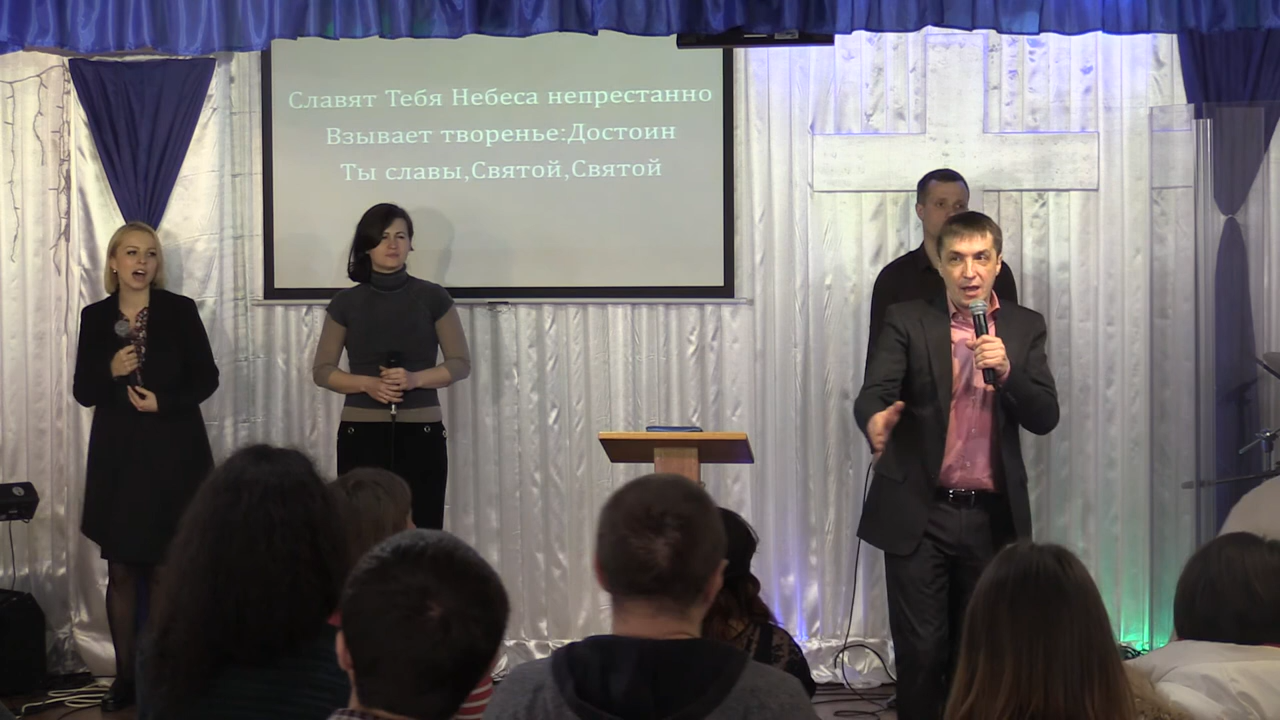 Славят Тебя Небеса непрестанно
Взывает творенье:Достоин
Ты славы,Святой,Святой